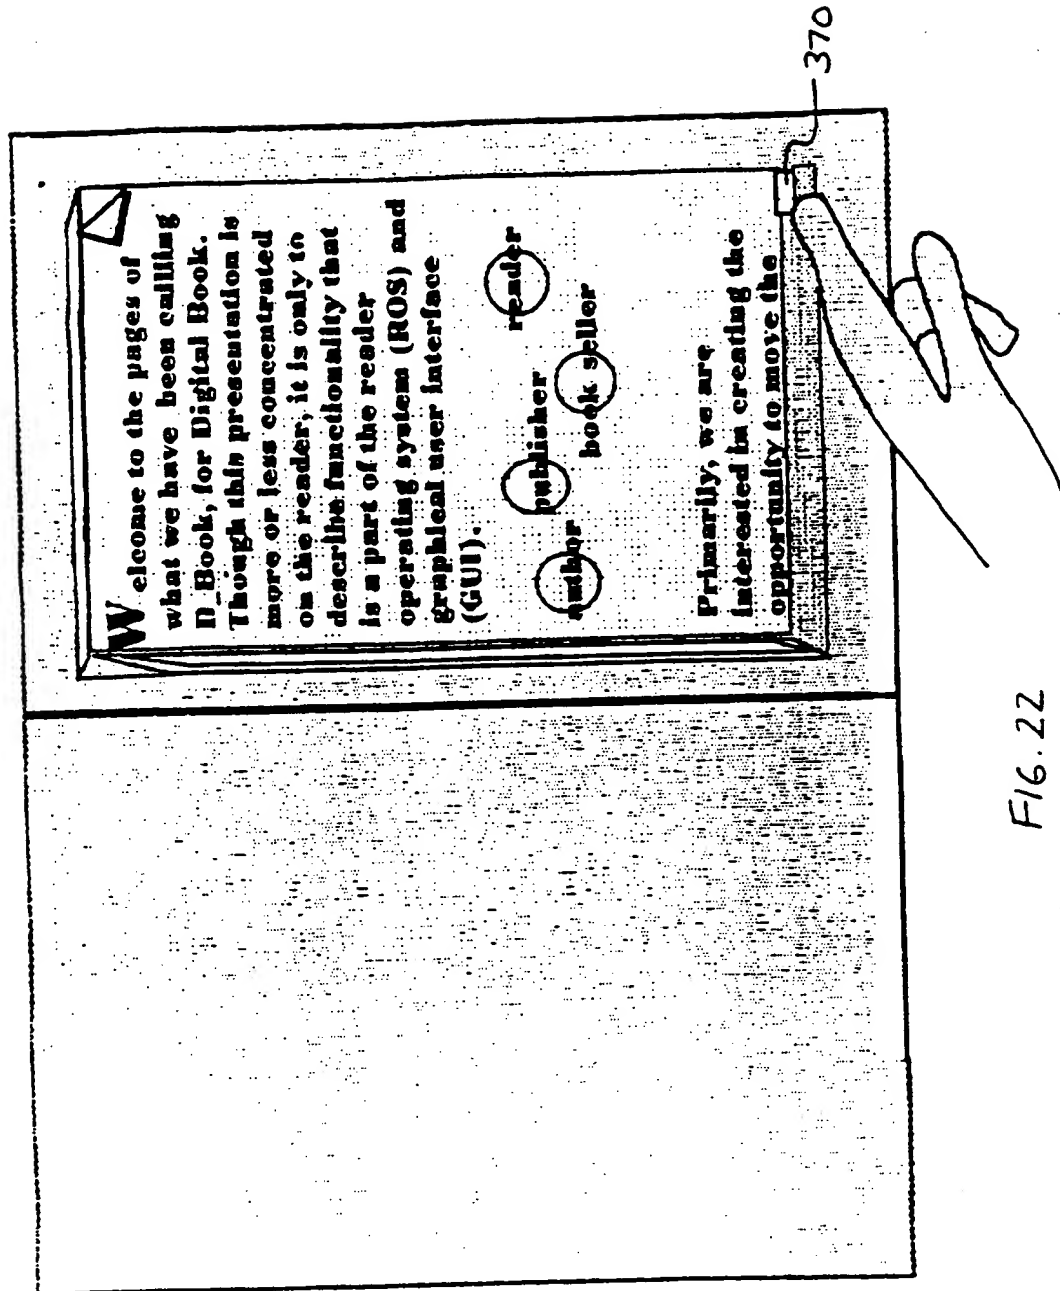 Welcome to the pages of
what we have been calling
D_Book, for Digital Book.
Though this presentation is
more or less concentrated
on the reader, it is only to
describe functionality that
is a part of the reader
operating system (ROS) and
graphical user interface
(GUI).
author publisher book seller reader
Primarily, we are
interested in creating the
opportunity to move the
370
FIG. 22